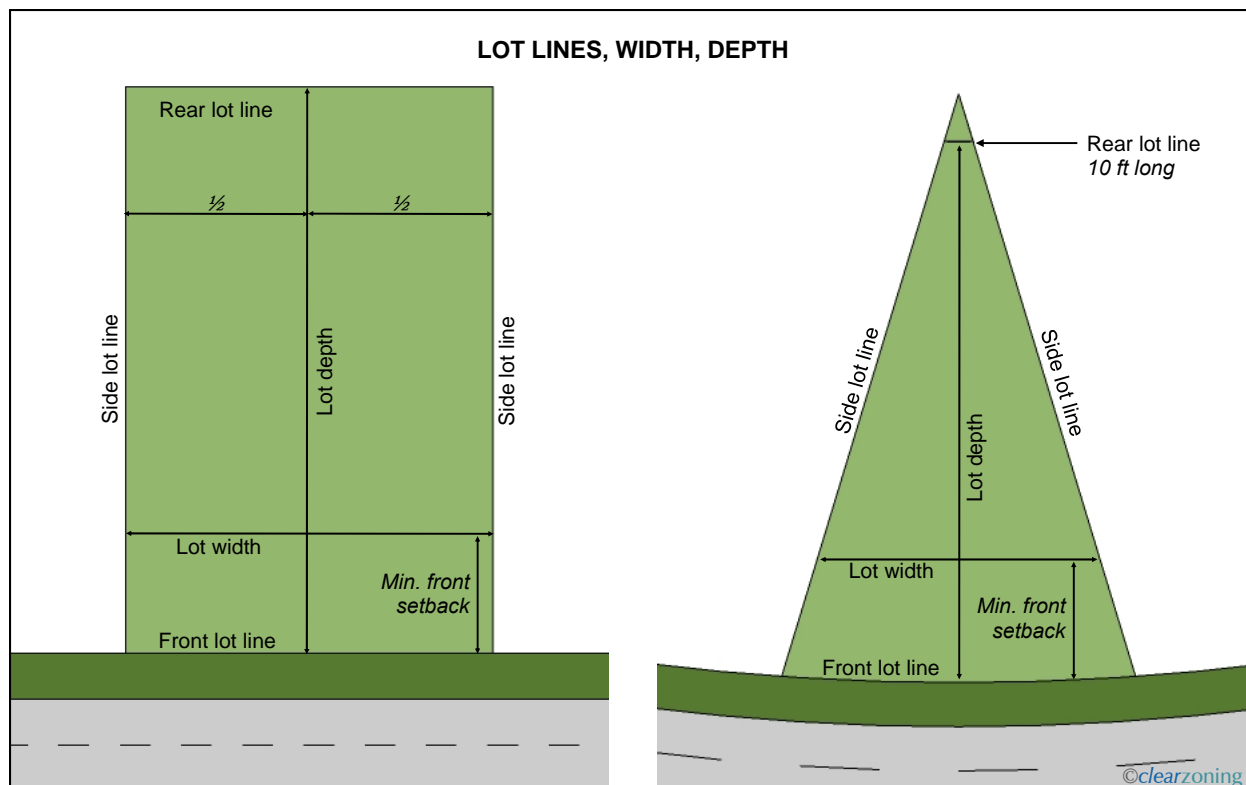 LOT LINES, WIDTH, DEPTH
Rear lot line
½ ½
Side lot line
Lot depth
Side lot line
Lot width
Min. front
setback
Front lot line
Rear lot line
10 ft long
Side lot line
Side lot line
Lot depth
Lot width
Min. front
setback
Front lot line
©clearzoning